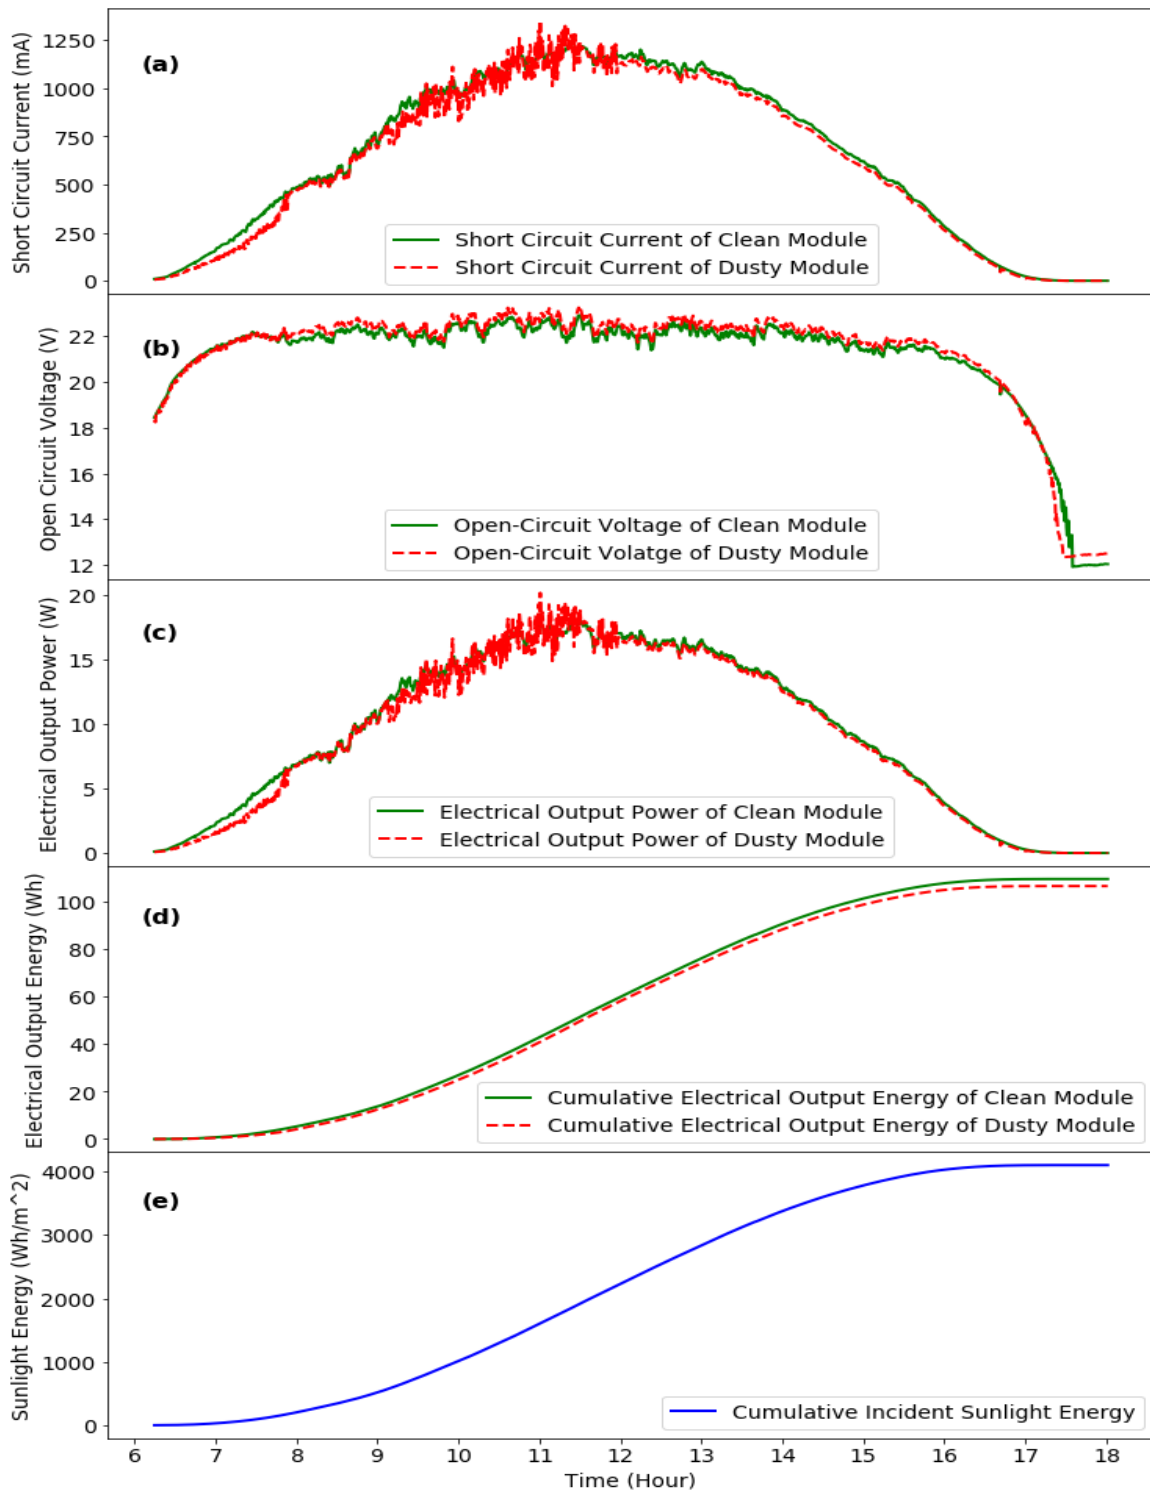 1250
1000
750
500
250
0
Short Circuit Current (mA)
(a)
Short Circuit Current of Clean Module
Short Circuit Current of Dusty Module
22
20
18
16
14
12
Open Circuit Voltage (V)
(b)
Open-Circuit Voltage of Clean Module
Open-Circuit Volatge of Dusty Module
20
15
10
5
0
Electrical Output Power (W)
(c)
Electrical Output Power of Clean Module
Electrical Output Power of Dusty Module
100
80
60
40
20
0
Electrical Output Energy (Wh)
(d)
Cumulative Electrical Output Energy of Clean Module
Cumulative Electrical Output Energy of Dusty Module
4000
3000
2000
1000
0
Sunlight Energy (Wh/m^2)
(e)
Cumulative Incident Sunlight Energy
6 7 8 9 10 11 12 13 14 15 16 17 18
Time (Hour)